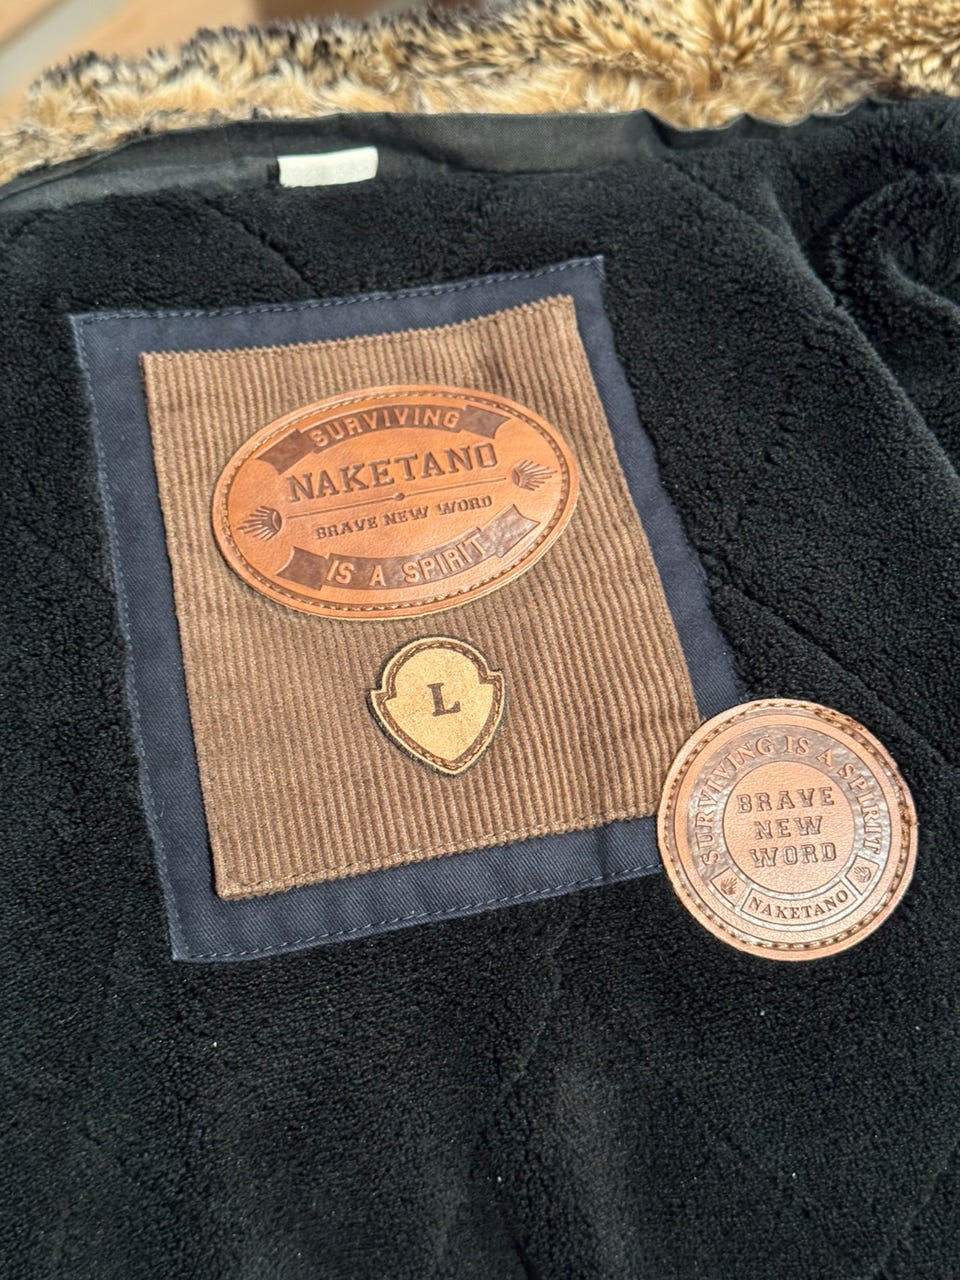 SURVIVING
NAKETANO
BRAVE NEW WORD
IS A SPIRIT
L
SURVIVING IS A SPIRIT
BRAVE
NEW
WORD
NAKETANO